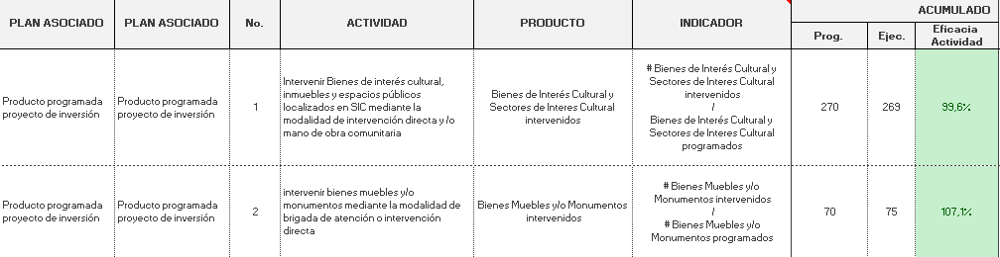 PLAN ASOCIADO PLAN ASOCIADO No. ACTIVIDAD PRODUCTO INDICADOR ACUMULADO
Prog. Ejec. Eficacia
Actividad
Producto programada
proyecto de inversión
Producto programada
proyecto de inversión
1
Intervenir Bienes de interés cultural,
inmuebles y espacios públicos
localizados en SIC mediante la
modalidad de intervención directa y /o
mano de obra comunitaria
Bienes de Interés Cultural y
Sectores de Interes Cultural
intervenidos
# Bienes de Interés Cultural y
Sectores de Interes Cultural
intervenidos
/
Bienes de Interés Cultural y
Sectores de Interes Cultural
programados
270
269
99,6%
Producto programada
proyecto de inversión
Producto programada
proyecto de inversión
2
intervenir bienes muebles y/o
monumentos mediante la modalidad de
brigada de atención o intervención
directa
Bienes Muebles y/o Monumentos
intervenidos
# Bienes Muebles y/o
Monumentos intervenidos
/
# Bienes Muebles y/o
Monumentos programados
70
75
107,1%